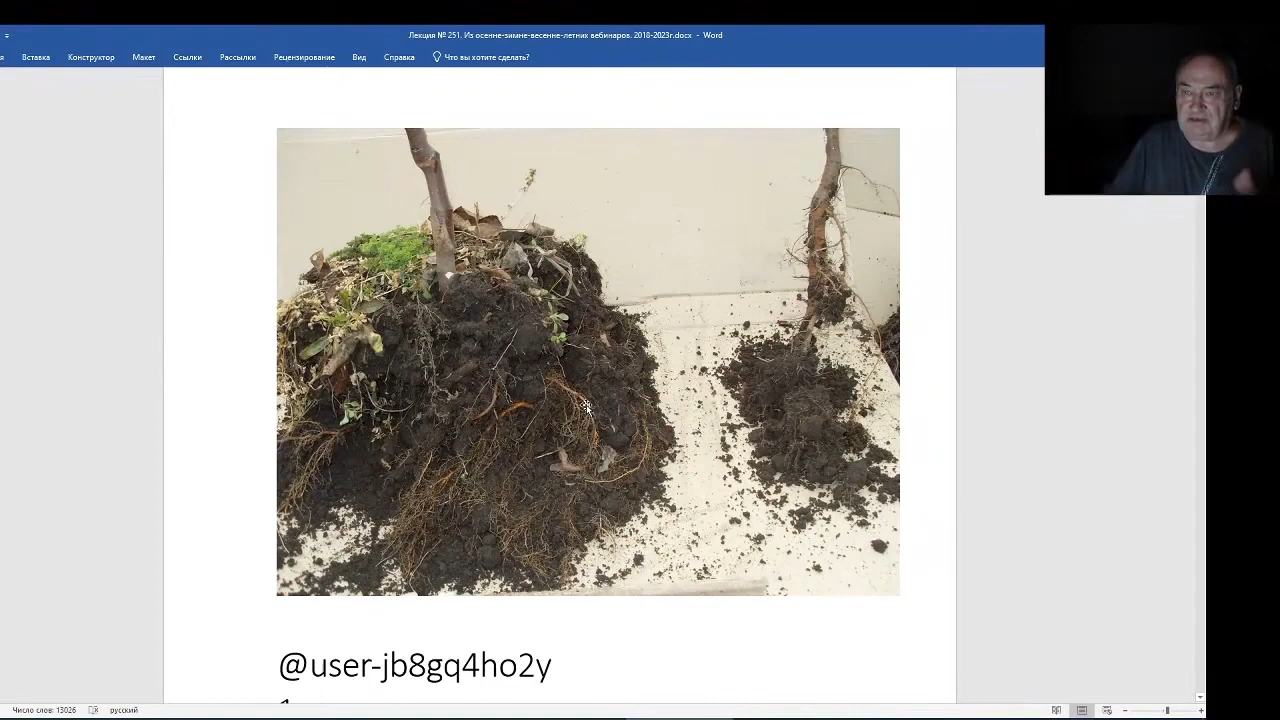 Лекция № 251. Из осенне-зимне-весенне-летних вебинаров. 2018-2023г.docx - Word
я Вставка Конструктор Макет Ссылки Рассылки Рецензирование Вид Справка Что вы хотите сделать?
@user-jb8gq4ho2y
Число слов: 13026 русский